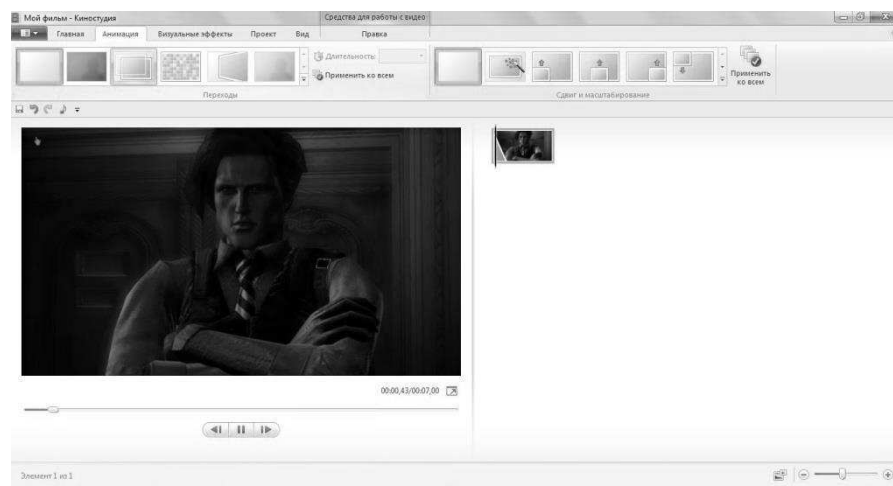 Мой фильм - Киностудия
Средства для работы с видео
Главная Анимация Визуальные эффекты Проект Вид Правка
Длительность:
Применить ко всем
Применить ко всем
Переходы
Сдвиг и масштабирование
00:00,43/00:07,00
Элемент 1 из 1